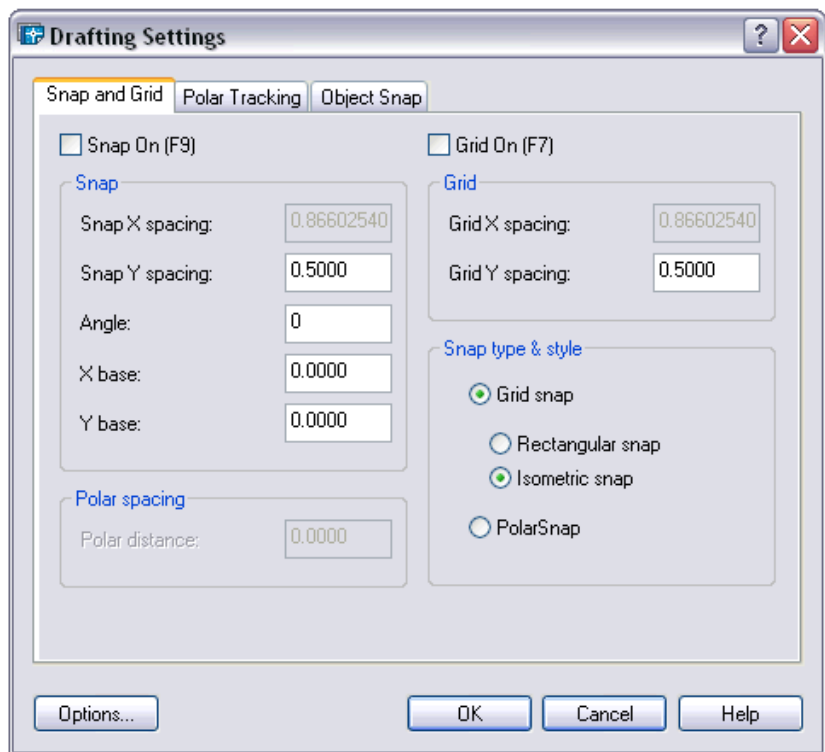 Drafting Settings
Snap and Grid
Polar Tracking
Object Snap
Snap On (F9)
Snap
Snap X spacing: 0.86602540
Snap Y spacing: 0.5000
Angle: 0
X base: 0.0000
Y base: 0.0000
Polar spacing
Polar distance: 0.0000
Grid On (F7)
Grid
Grid X spacing: 0.86602540
Grid Y spacing: 0.5000
Snap type & style
Grid snap
Rectangular snap
Isometric snap
PolarSnap
Options...
OK
Cancel
Help